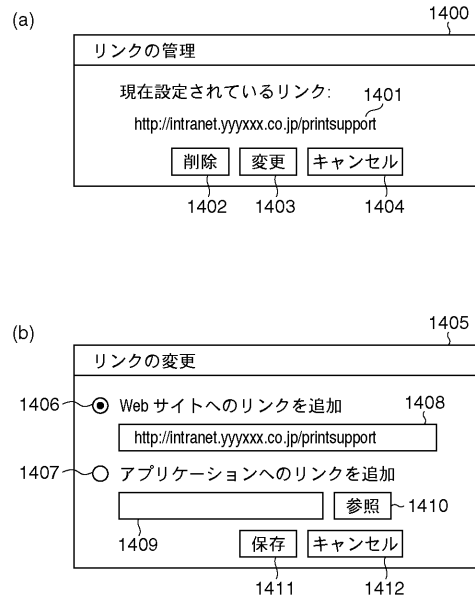 (a)
1400
リンクの管理
現在設定されているリンク:
1401
http://intranet.yyyxxx.co.jp/printsupport
削除 変更 キャンセル
1402 1403 1404
(b)
1405
リンクの変更
1406 Web サイトへのリンクを追加 1408
http://intranet.yyyxxx.co.jp/printsupport
1407 アプリケーションへのリンクを追加
参照 1410
1409
保存 キャンセル
1411 1412